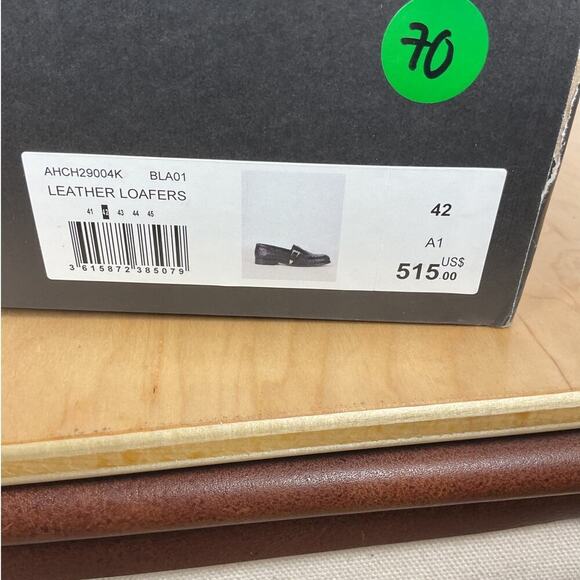 70
AHCH29004K BLA01
LEATHER LOAFERS
41 42 43 44 45
3 615872 385079
42
A1
515.00 US$